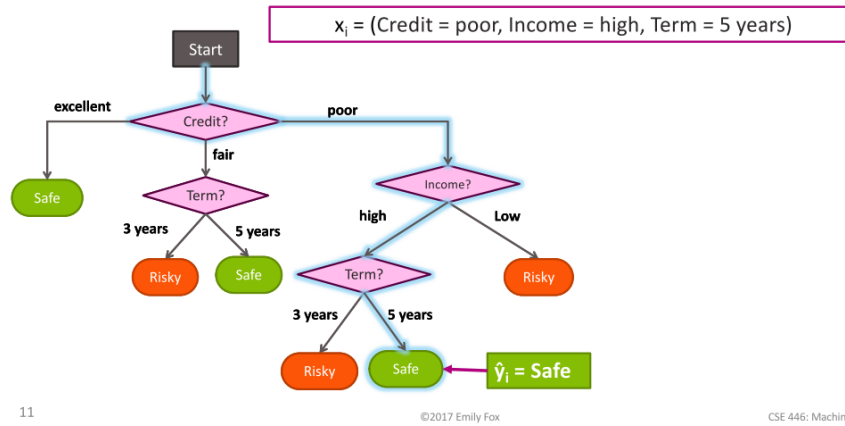 xi = (Credit = poor, Income = high, Term = 5 years)
Start
excellent
Credit?
poor
fair
Safe
Term?
Income?
3 years
5 years
high
Low
Risky
Safe
Term?
Risky
3 years
5 years
Risky
Safe
ŷi = Safe
11
©2017 Emily Fox
CSE 446: Machin